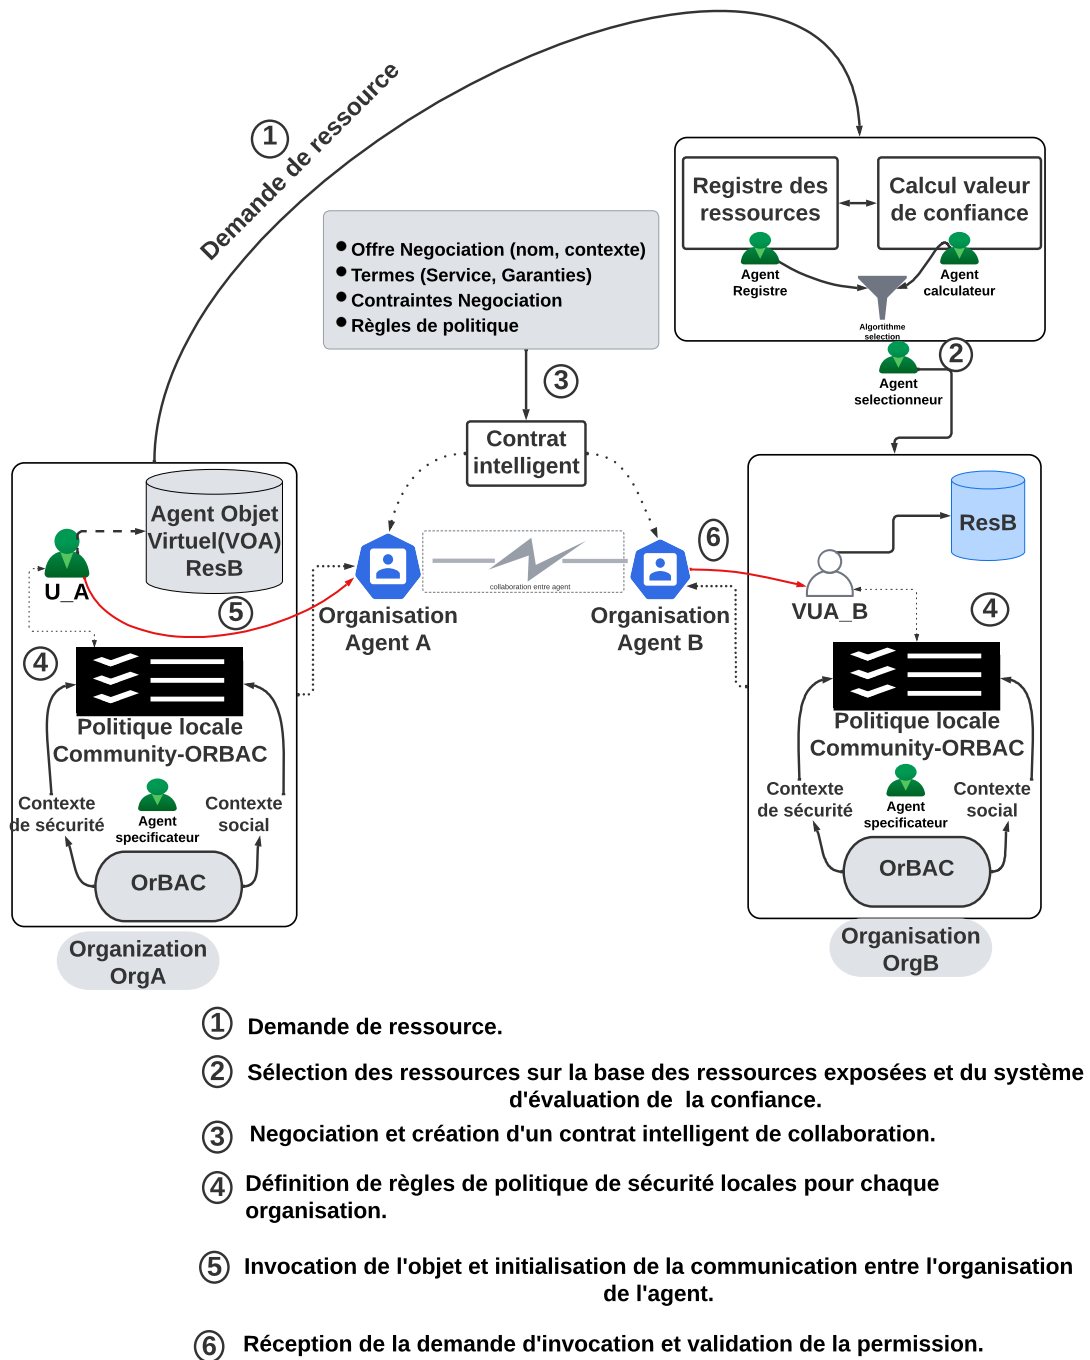 1
Demande de ressource
Registre des
ressources
Calcul valeur
de confiance
Agent
Registre
Agent
calculateur
Algortithme
selection
2
Agent
selectionneur
Offre Negociation (nom, contexte)
Termes (Service, Garanties)
Contraintes Negociation
Règles de politique
3
Contrat
intelligent
Agent Objet
Virtuel(VOA)
ResB
U_A
5
4
Politique locale
Community-ORBAC
Contexte
de sécurité
Agent
specificateur
Contexte
social
OrBAC
Organization
OrgA
Organisation
Agent A
collaboration entre agent
Organisation
Agent B
6
ResB
VUA_B
4
Politique locale
Community-ORBAC
Contexte
de sécurité
Agent
specificateur
Contexte
social
OrBAC
Organisation
OrgB
1 Demande de ressource.
2 Sélection des ressources sur la base des ressources exposées et du système
d'évaluation de la confiance.
3 Negociation et création d'un contrat intelligent de collaboration.
4 Définition de règles de politique de sécurité locales pour chaque
organisation.
5 Invocation de l'objet et initialisation de la communication entre l'organisation
de l'agent.
6 Réception de la demande d'invocation et validation de la permission.